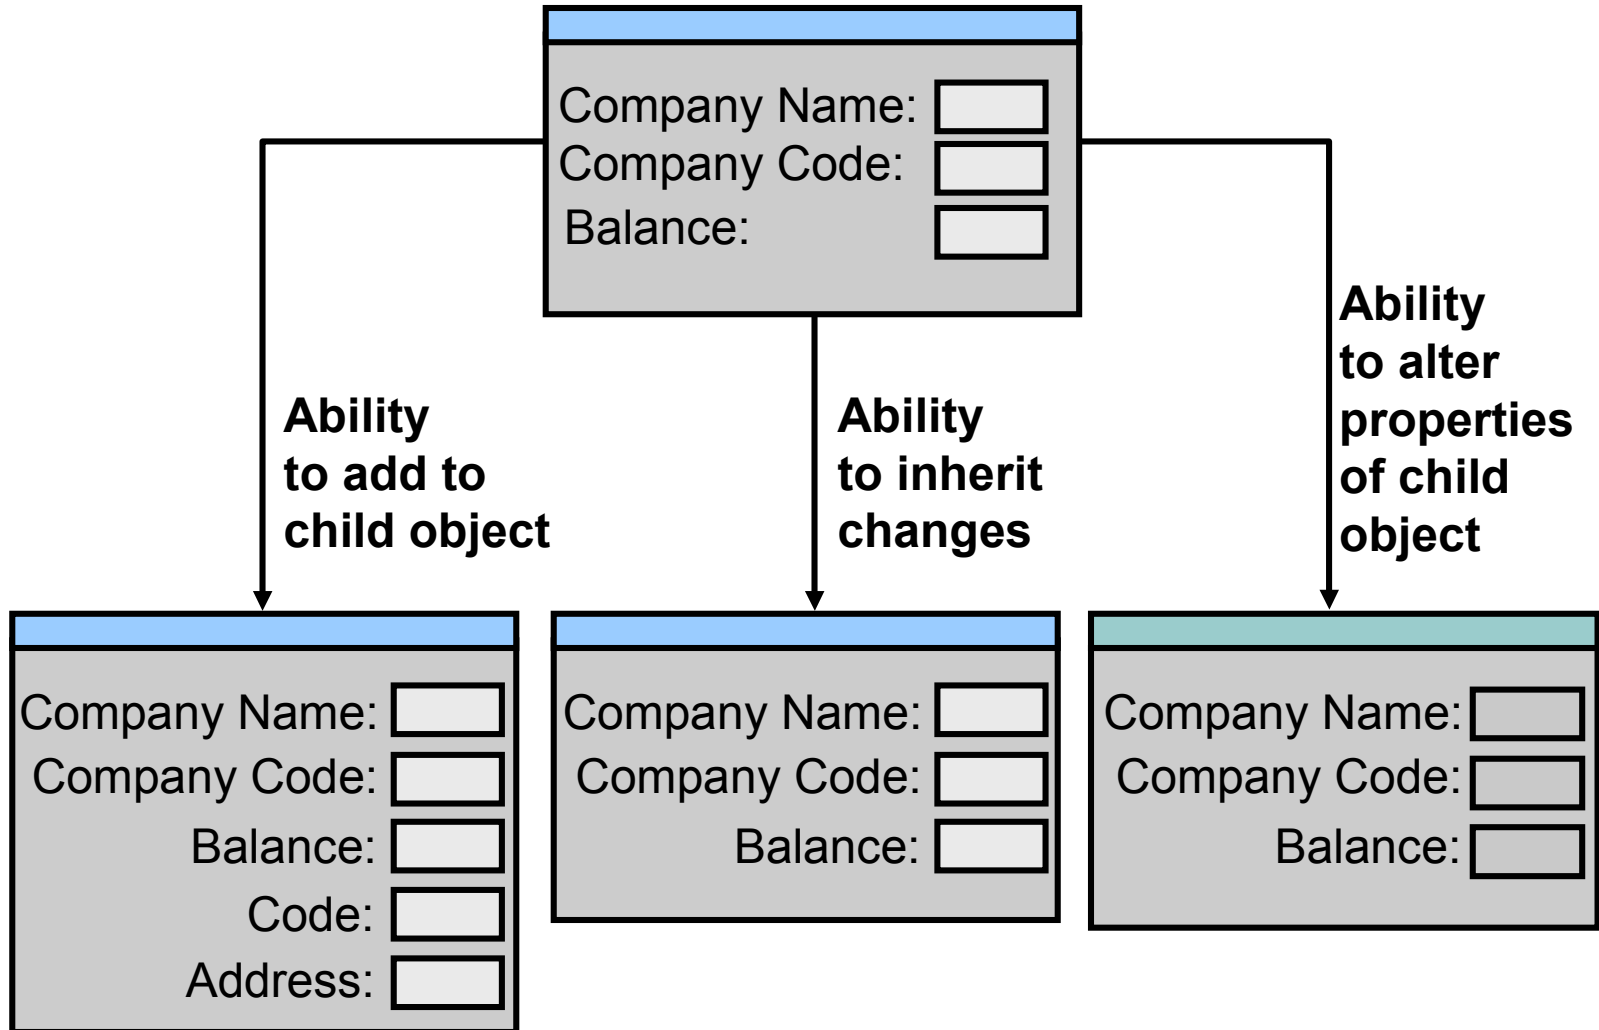 Company Name:
Company Code:
Balance:
Ability
to add to
child object
Ability
to inherit
changes
Ability
to alter
properties
of child
object
Company Name:
Company Code:
Balance:
Code:
Address:
Company Name:
Company Code:
Balance:
Company Name:
Company Code:
Balance: